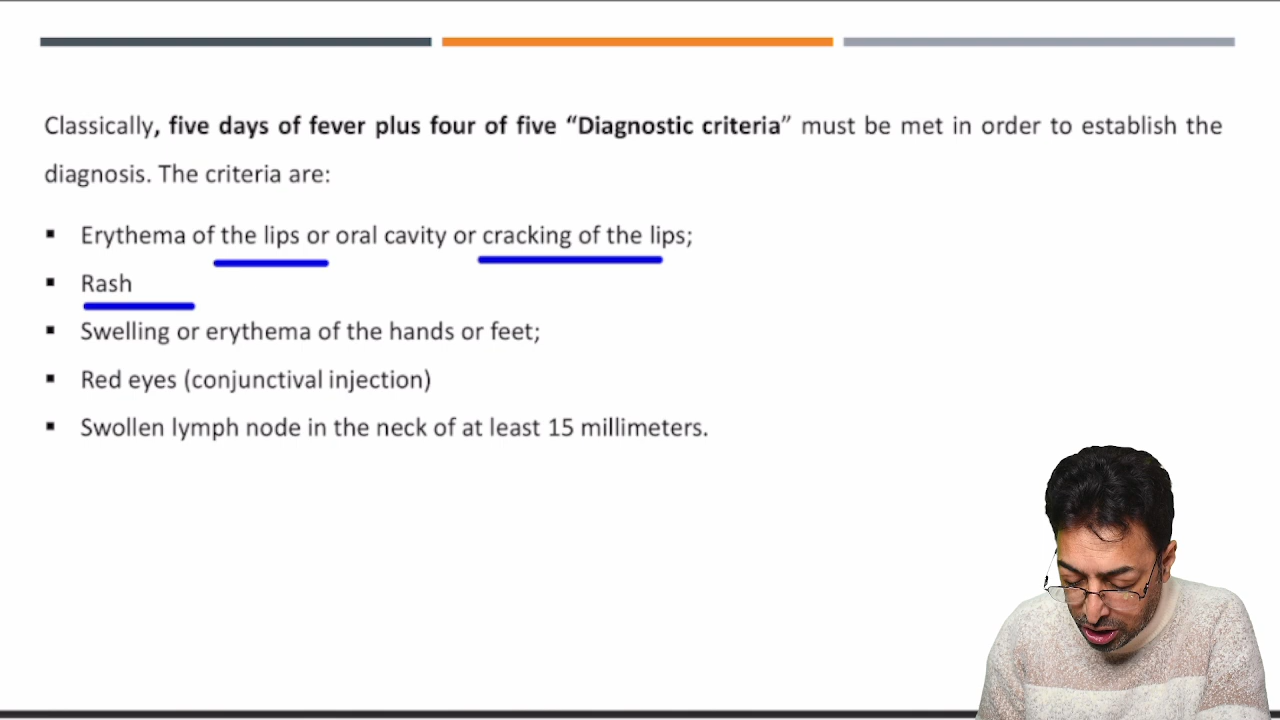 Classically, five days of fever plus four of five “Diagnostic criteria” must be met in order to establish the
diagnosis. The criteria are:
▪ Erythema of the lips or oral cavity or cracking of the lips;
▪ Rash
▪ Swelling or erythema of the hands or feet;
▪ Red eyes (conjunctival injection)
▪ Swollen lymph node in the neck of at least 15 millimeters.